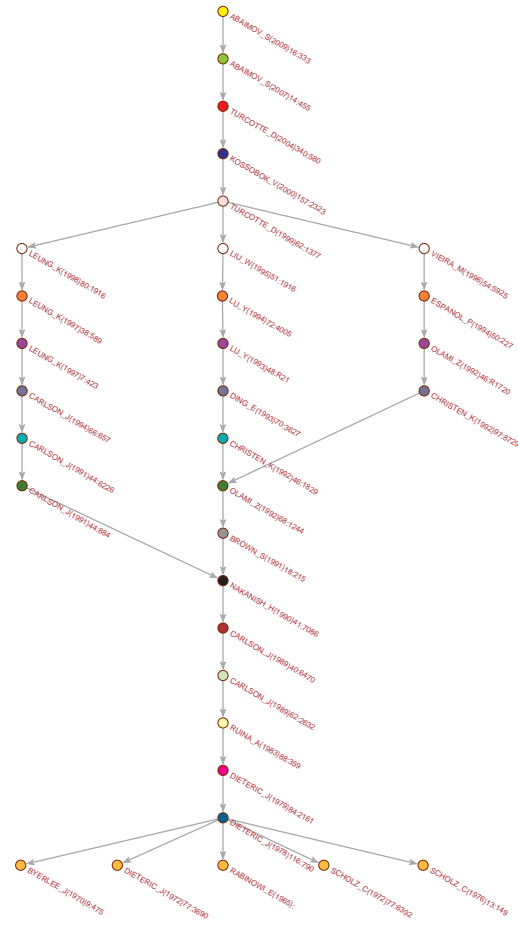 ABAIMOV_S(2009)16:333
ABAIMOV_S(2007)14:455
TURCOTTE_D(2004)340:580
KOSSOBOK_V(2000)157:2323
TURCOTTE_D(1999)62:1377
LEUNG_K(1998)80:1916
LIU_W(1995)51:1916
VIEIRA_M(1996)54:5925
LEUNG_K(1997)38:589
LU_Y(1994)72:4005
ESPANOL_P(1994)50:227
LEUNG_K(1997)7:423
LU_Y(1993)48:R21
OLAMI_Z(1992)46:R1720
CARLSON_J(1994)66:657
DING_E(1993)70:3627
CHRISTEN_K(1992)97:8729
CARLSON_J(1991)44:6226
CHRISTEN_K(1992)46:1829
CARLSON_J(1991)44:884
OLAMI_Z(1992)68:1244
BROWN_S(1991)18:215
NAKANISH_H(1990)41:7086
CARLSON_J(1989)40:6470
CARLSON_J(1989)62:2632
RUINA_A(1983)88:359
DIETERIC_J(1979)84:2161
DIETERIC_J(1978)116:790
BYERLEE_J(1970)9:475
DIETERIC_J(1972)77:3690
RABINOWI_E(1965):
SCHOLZ_C(1972)77:6392
SCHOLZ_C(1976)13:149